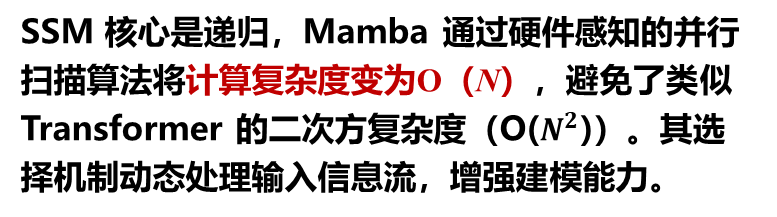 SSM 核心是递归，Mamba 通过硬件感知的并行
扫描算法将计算复杂度变为O（N），避免了类似
Transformer 的二次方复杂度（O(N²)）。其选
择机制动态处理输入信息流，增强建模能力。